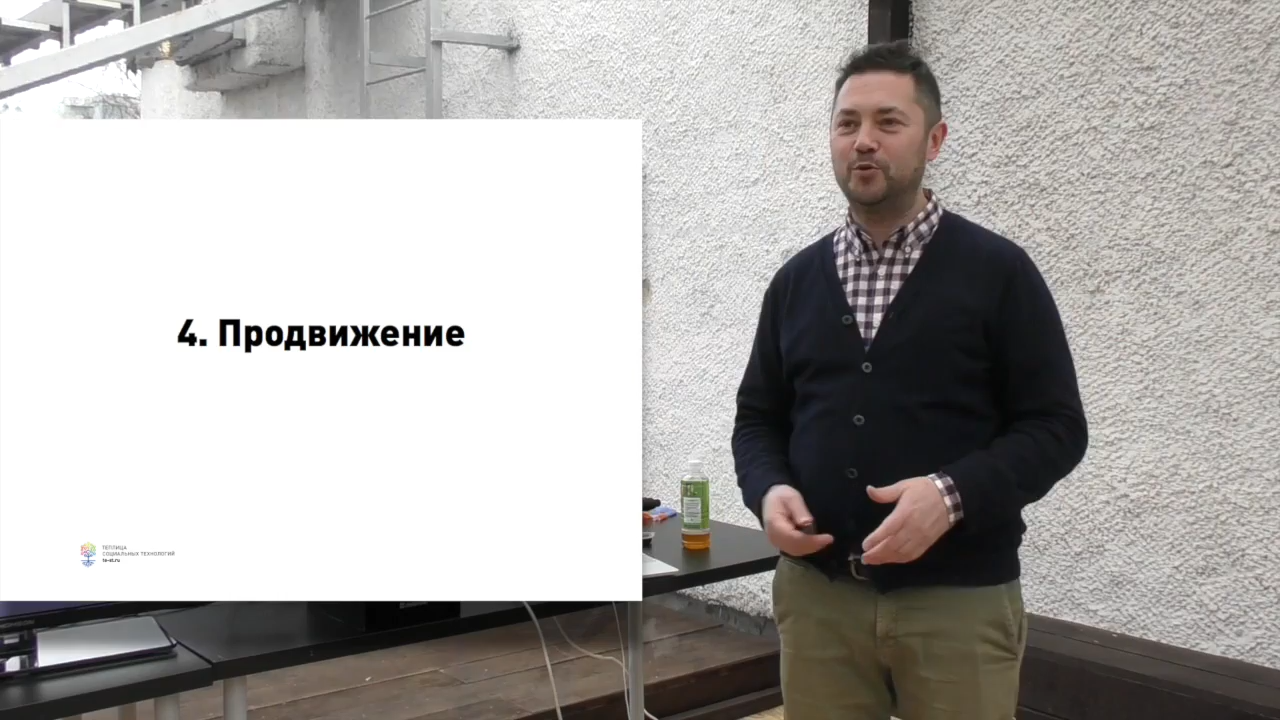 4. Продвижение
ТЕПЛИЦА
СОЦИАЛЬНЫХ ТЕХНОЛОГИЙ
te-st.ru